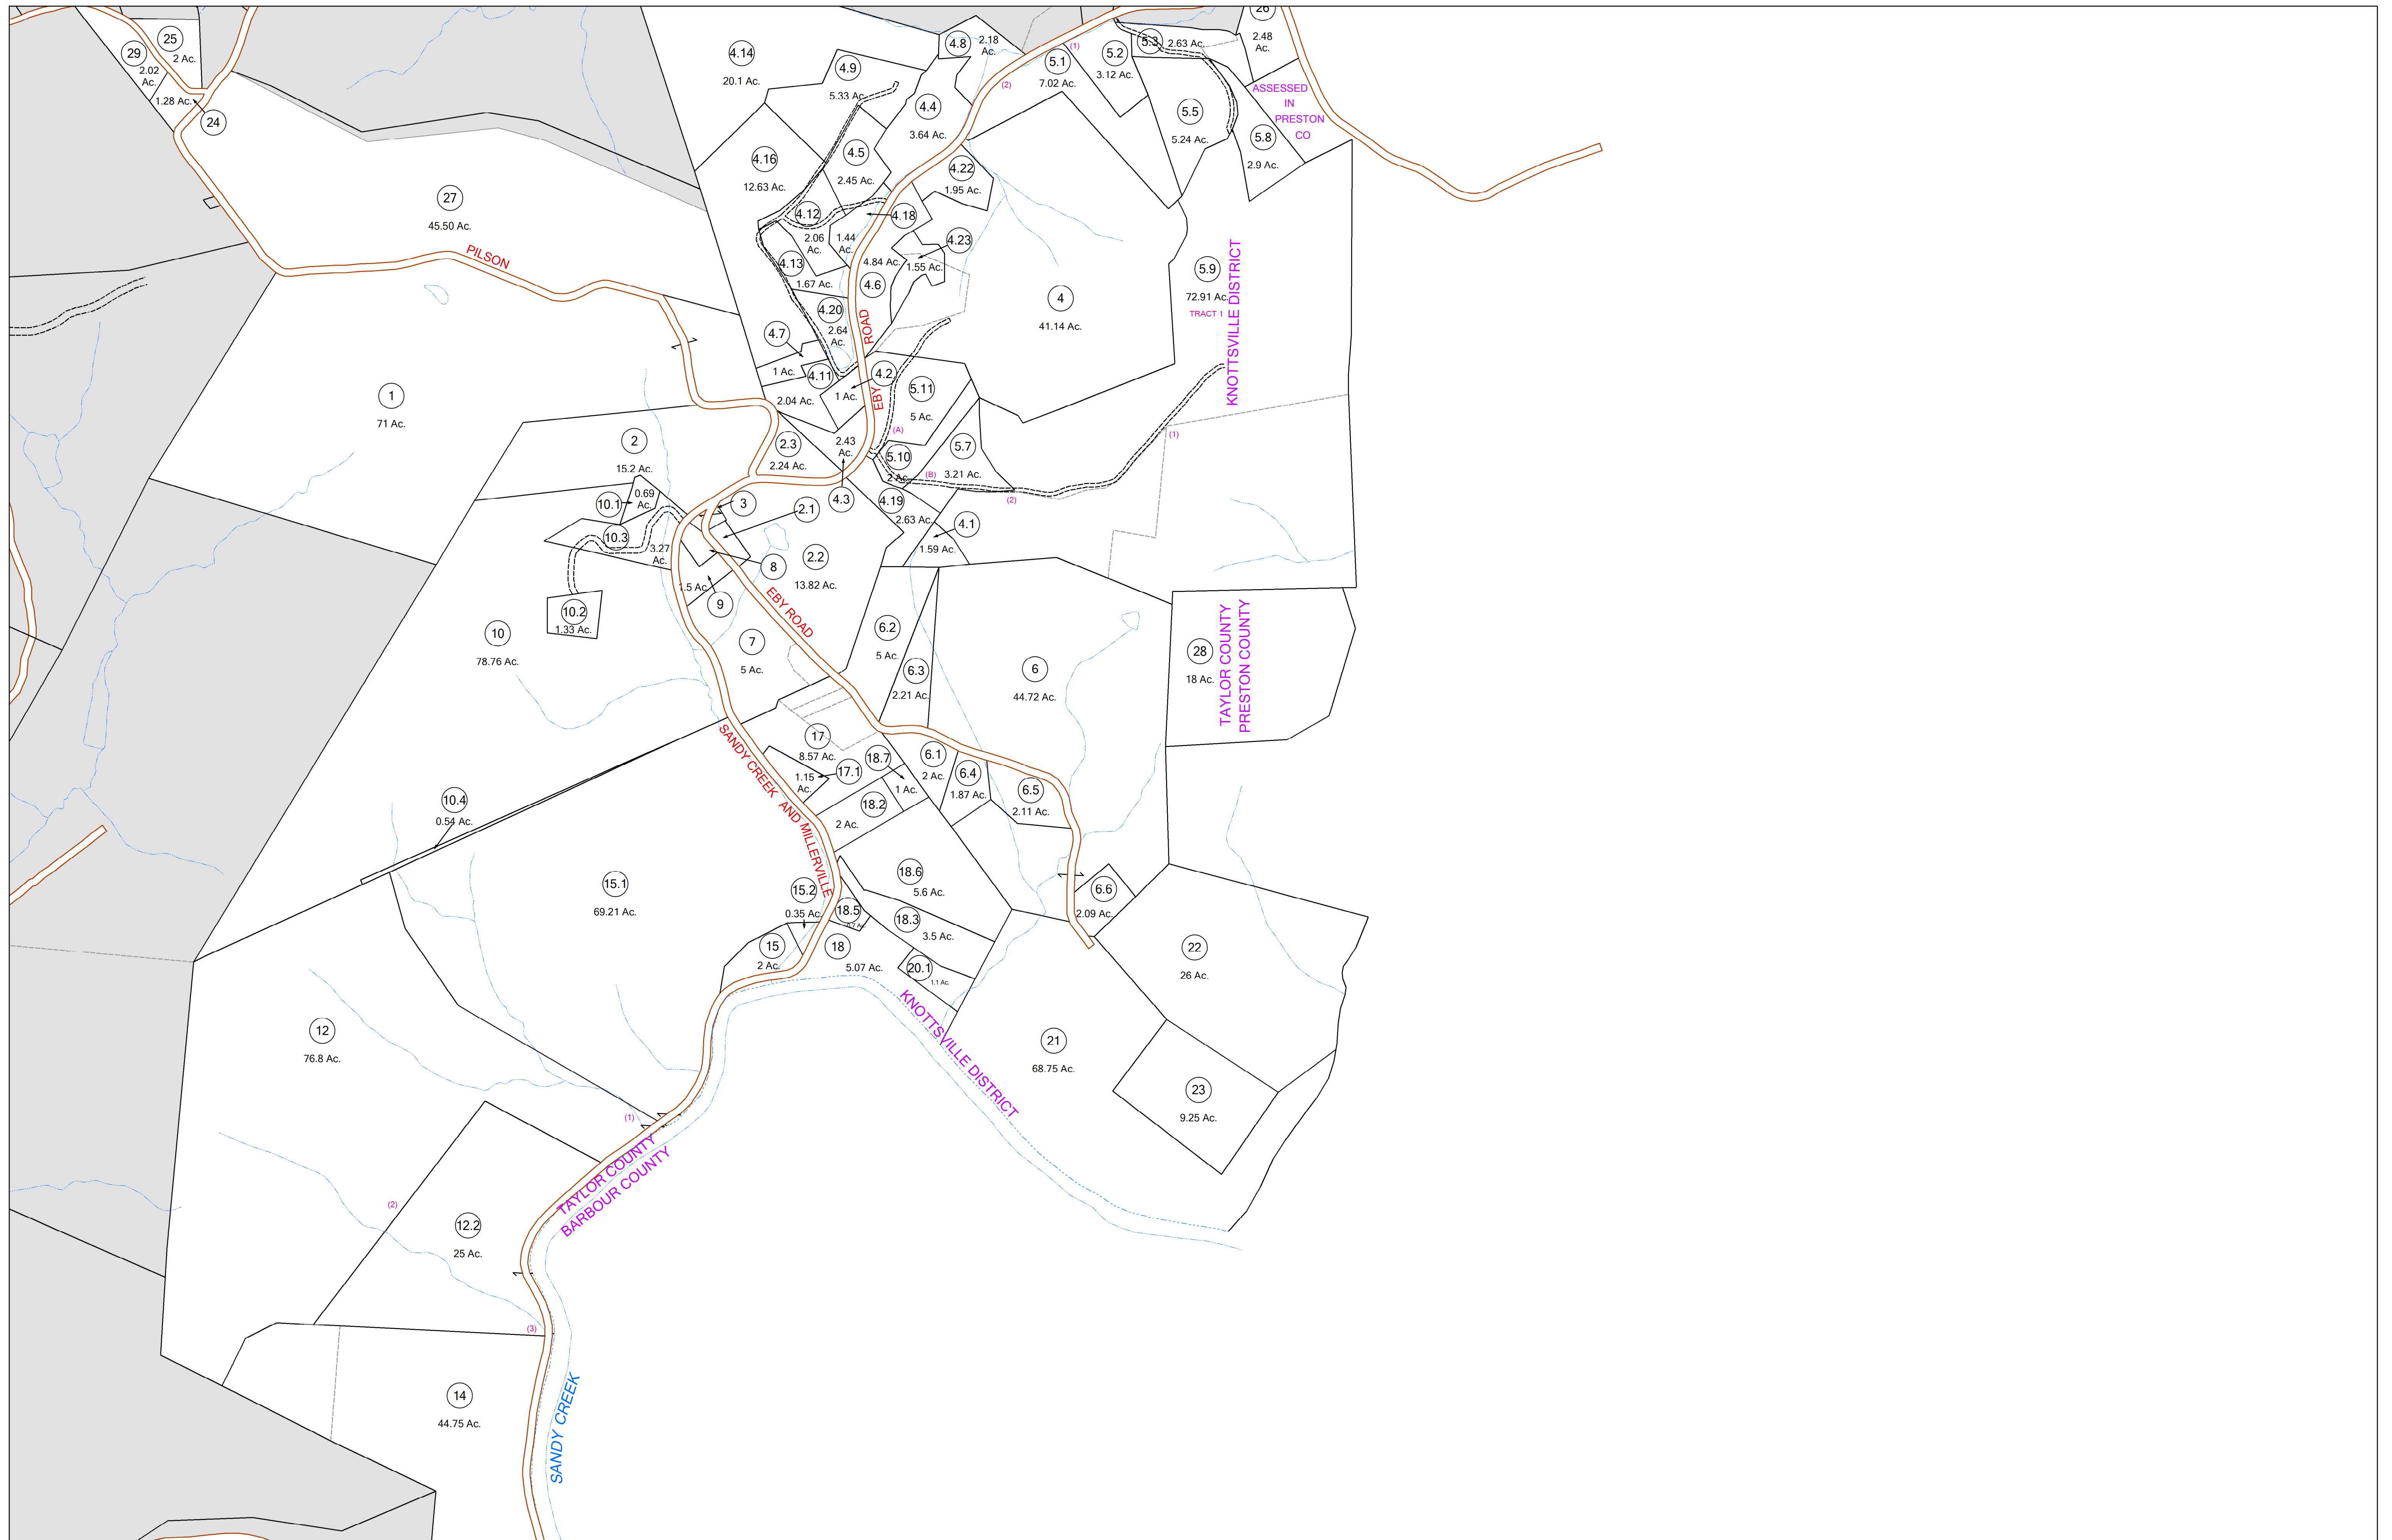 26
2.48
Ac.
25
2 Ac.
29
2.02
Ac.
1.28 Ac.
24
4.14
20.1 Ac.
4.8
2.18
Ac.
4.9
5.33 Ac.
4.4
3.64 Ac.
(1)
(2)
5.1
7.02 Ac.
5.2
3.12 Ac.
5.3
2.63 Ac.
5.5
5.24 Ac.
ASSESSED
IN
PRESTON
CO
5.8
2.9 Ac.
4.16
12.63 Ac.
4.5
2.45 Ac.
4.22
1.95 Ac.
27
45.50 Ac.
PILSON
4.12
2.06
Ac.
4.18
1.44
Ac.
4.13
1.67 Ac.
4.84 Ac.
4.6
4.23
1.55 Ac.
4
41.14 Ac.
5.9
72.91 Ac.
TRACT 1
KNOTTSVILLE DISTRICT
4.20
2.64
Ac.
ROAD
4.7
1 Ac.
4.11
2.04 Ac.
4.2
1 Ac.
EBY
5.11
5 Ac.
(A)
1
71 Ac.
2
15.2 Ac.
2.3
2.24 Ac.
2.43
Ac.
4.3
5.10
2 Ac.
5.7
3.21 Ac.
(B)
(1)
(2)
4.19
2.63 Ac.
4.1
1.59 Ac.
10.1
0.69
Ac.
3
2.1
10.3
3.27
Ac.
8
2.2
13.82 Ac.
1.5 Ac.
9
10.2
1.33 Ac.
EBY ROAD
10
78.76 Ac.
7
5 Ac.
6.2
5 Ac.
6.3
2.21 Ac.
6
44.72 Ac.
28
18 Ac.
TAYLOR COUNTY
PRESTON COUNTY
SANDY CREEK AND MILLERVILLE
17
8.57 Ac.
17.1
1.15
Ac.
18.7
1 Ac.
18.2
2 Ac.
6.1
2 Ac.
6.4
1.87 Ac.
6.5
2.11 Ac.
10.4
0.54 Ac.
15.1
69.21 Ac.
15.2
0.35 Ac.
18.6
5.6 Ac.
18.5
18.3
3.5 Ac.
6.6
2.09 Ac.
15
2 Ac.
18
5.07 Ac.
20.1
1.1 Ac.
22
26 Ac.
KNOTTSVILLE DISTRICT
12
76.8 Ac.
21
68.75 Ac.
23
9.25 Ac.
(1)
TAYLOR COUNTY
BARBOUR COUNTY
(2)
12.2
25 Ac.
(3)
14
44.75 Ac.
SANDY CREEK